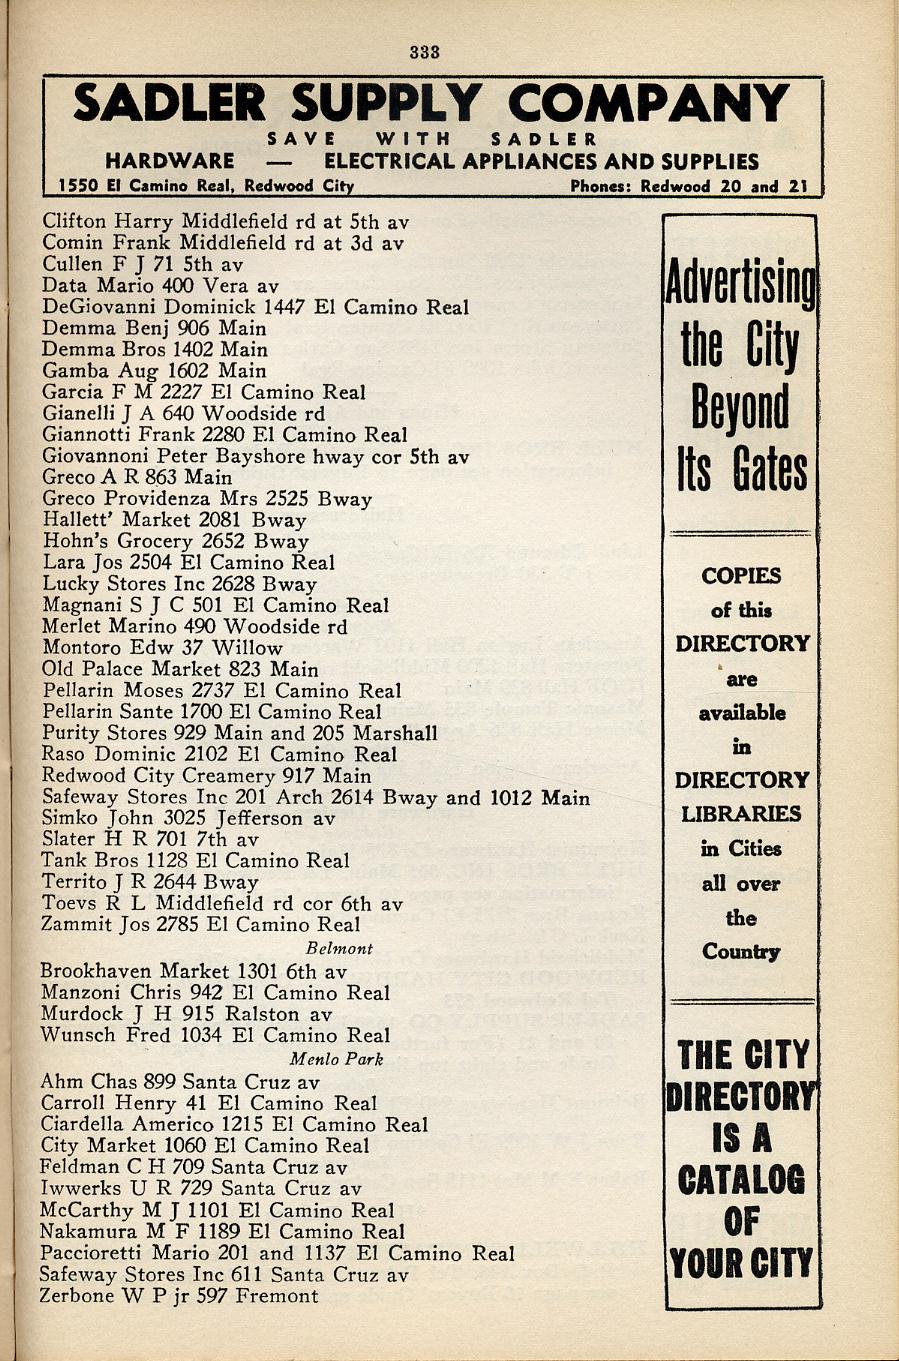 333
SADLER SUPPLY COMPANY
SAVE WITH SADLER
HARDWARE — ELECTRICAL APPLIANCES AND SUPPLIES
1550 El Camino Real, Redwood City Phones: Redwood 20 and 21
Clifton Harry Middlefield rd at 5th av
Comin Frank Middlefield rd at 3d av
Cullen F J 71 5th av
Data Mario 400 Vera av
DeGiovanni Dominick 1447 El Camino Real
Demma Benj 906 Main
Demma Bros 1402 Main
Gamba Aug 1602 Main
Garcia F M 2227 El Camino Real
Gianelli J A 640 Woodside rd
Giannotti Frank 2280 El Camino Real
Giovannoni Peter Bayshore hway cor 5th av
Greco A R 863 Main
Greco Providenza Mrs 2525 Bway
Hallett' Market 2081 Bway
Hohn's Grocery 2652 Bway
Lara Jos 2504 El Camino Real
Lucky Stores Inc 2628 Bway
Magnani S J C 501 El Camino Real
Merlet Marino 490 Woodside rd
Montoro Edw 37 Willow
Old Palace Market 823 Main
Pellarin Moses 2737 El Camino Real
Pellarin Sante 1700 El Camino Real
Purity Stores 929 Main and 205 Marshall
Raso Dominic 2102 El Camino Real
Redwood City Creamery 917 Main
Safeway Stores Inc 201 Arch 2614 Bway and 1012 Main
Simko John 3025 Jefferson av
Slater H R 701 7th av
Tank Bros 1128 El Camino Real
Territo J R 2644 Bway
Toevs R L Middlefield rd cor 6th av
Zammit Jos 2785 El Camino Real
Belmont
Brookhaven Market 1301 6th av
Manzoni Chris 942 El Camino Real
Murdock J H 915 Ralston av
Wunsch Fred 1034 El Camino Real
Menlo Park
Ahm Chas 899 Santa Cruz av
Carroll Henry 41 El Camino Real
Ciardella Americo 1215 El Camino Real
City Market 1060 El Camino Real
Feldman C H 709 Santa Cruz av
Iwwerks U R 729 Santa Cruz av
McCarthy M J 1101 El Camino Real
Nakamura M F 1189 El Camino Real
Paccioretti Mario 201 and 1137 El Camino Real
Safeway Stores Inc 611 Santa Cruz av
Zerbone W P jr 597 Fremont
Advertising
the City
Beyond
Its Gates
COPIES
of this
DIRECTORY
are
available
in
DIRECTORY
LIBRARIES
in Cities
all over
the
Country
THE CITY
DIRECTORY
IS A
CATALOG
OF
YOUR CITY